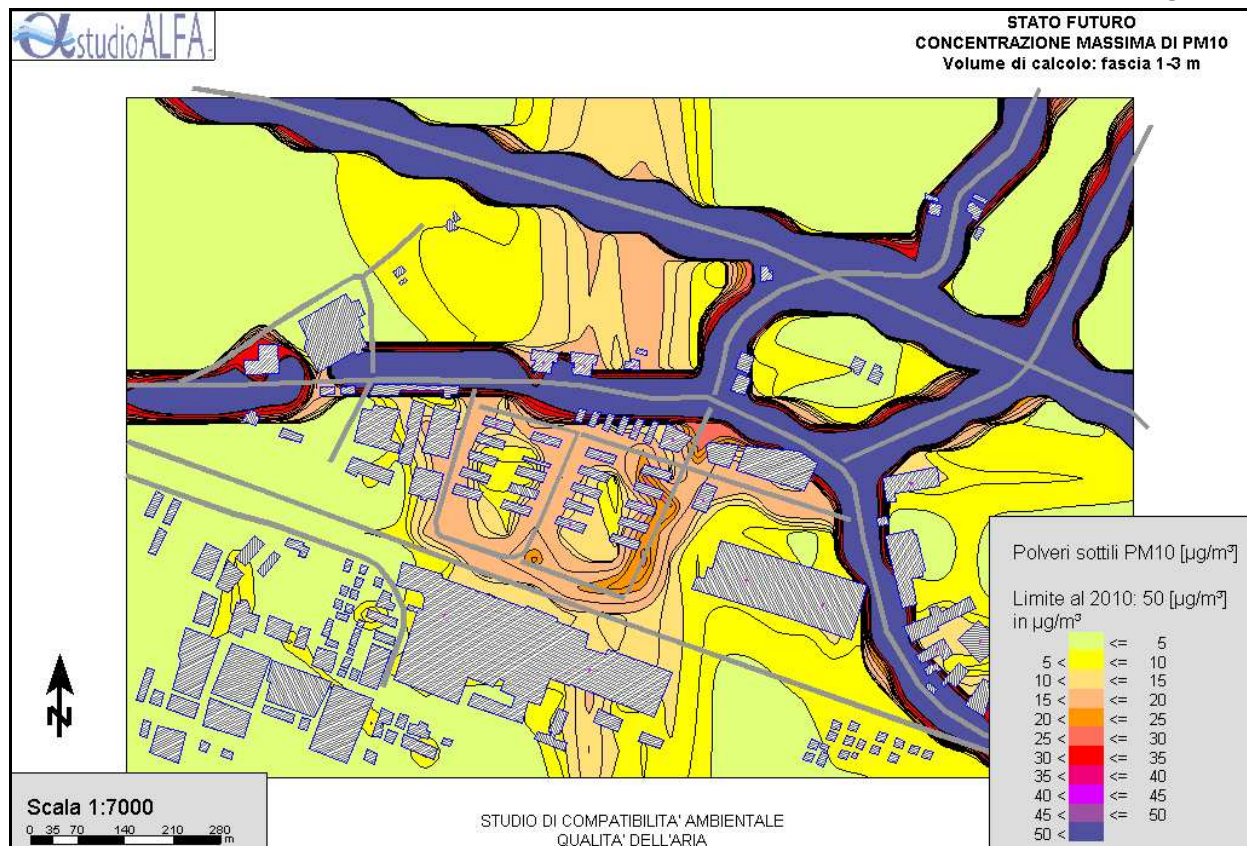 αstudioALFA
STATO FUTURO
CONCENTRAZIONE MASSIMA DI PM10
Volume di calcolo: fascia 1-3 m
Polveri sottili PM10 [µg/m³]
Limite al 2010: 50 [µg/m³]
in µg/m³
<= 5
5 < <= 10
10 < <= 15
15 < <= 20
20 < <= 25
25 < <= 30
30 < <= 35
35 < <= 40
40 < <= 45
45 < <= 50
50 <
N
Scala 1:7000
0 35 70 140 210 280
m
STUDIO DI COMPATIBILITA' AMBIENTALE
QUALITA' DELL'ARIA